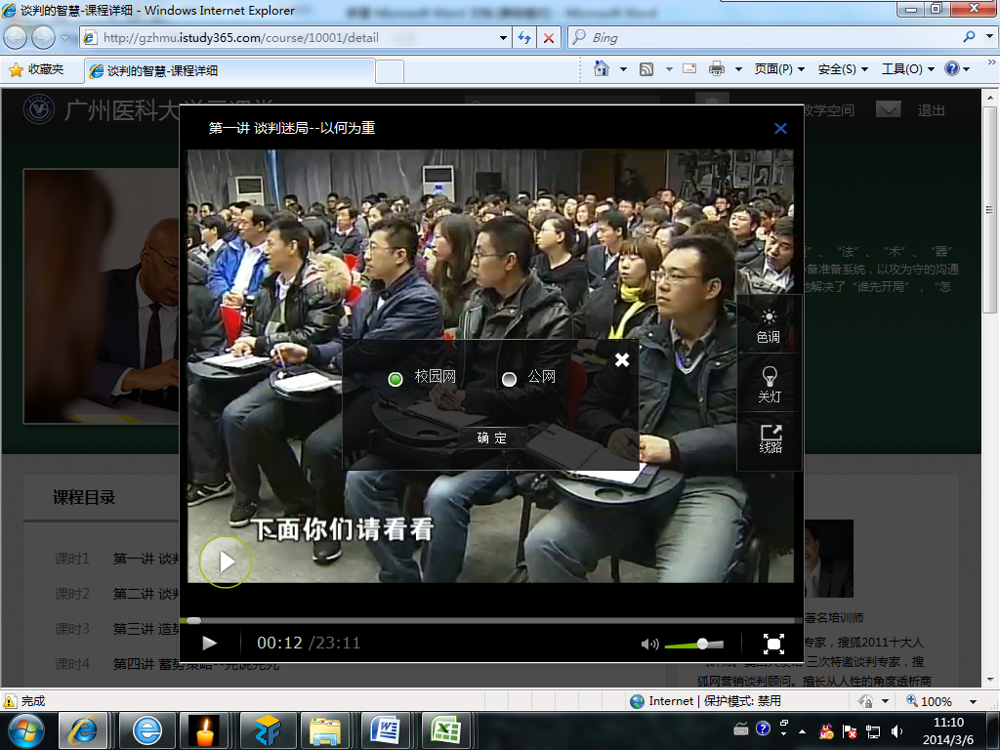 谈判的智慧-课程详细 - Windows Internet Explorer
http://gzhmu.istudy365.com/course/10001/detail
Bing
收藏夹
谈判的智慧-课程详细
页面(P)
安全(S)
工具(O)
广州医科大
教学空间
退出
第一讲 谈判迷局--以何为重
”、“法”、“术”、“器”
备准备系统，以攻为守的沟通
解决了“谁先开局”，“怎
色调
关灯
线路
校园网
公网
确 定
下面你们请看看
课程目录
课时1 第一讲 谈判
课时2 第二讲 谈判
课时3 第三讲 造势
课时4 第四讲 蓄势策略--先说先死
著名培训师
专家，搜狐2011十大人
三次特邀谈判专家，搜
狐网营销谈判顾问。擅长从人性的角度透析商
00:12 /23:11
完成
Internet | 保护模式: 禁用
100%
11:10
2014/3/6